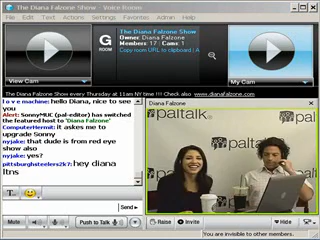 The Diana Falzone Show - Voice Room
File Edit Text Actions Settings Favorites Admin Help
G
ROOM
The Diana Falzone Show
Owner: Diana Falzone
Members: 17 Cams: 1
Copy room URL to clipboard | A
View Cam
My Cam
The Diana Falzone Show every Thursday at 11am NY time !!!! Check also www.dianafalzone.com
l o v e machine: hello Diana, nice to see you
Alert: SonnyMUC (pal-editor) has switched the featured host to 'Diana Falzone'
ComputerHermit: it askes me to upgrade Sonny
nyjake: that dude is from red eye show also
nyjake: yes?
pittsburghsteelers2k7: hey diana ltns
Diana Falzone
paltalk
paltalk
T
Send
Mute
Push to Talk
Raise
Invite
Hide
You are invisible to other members.